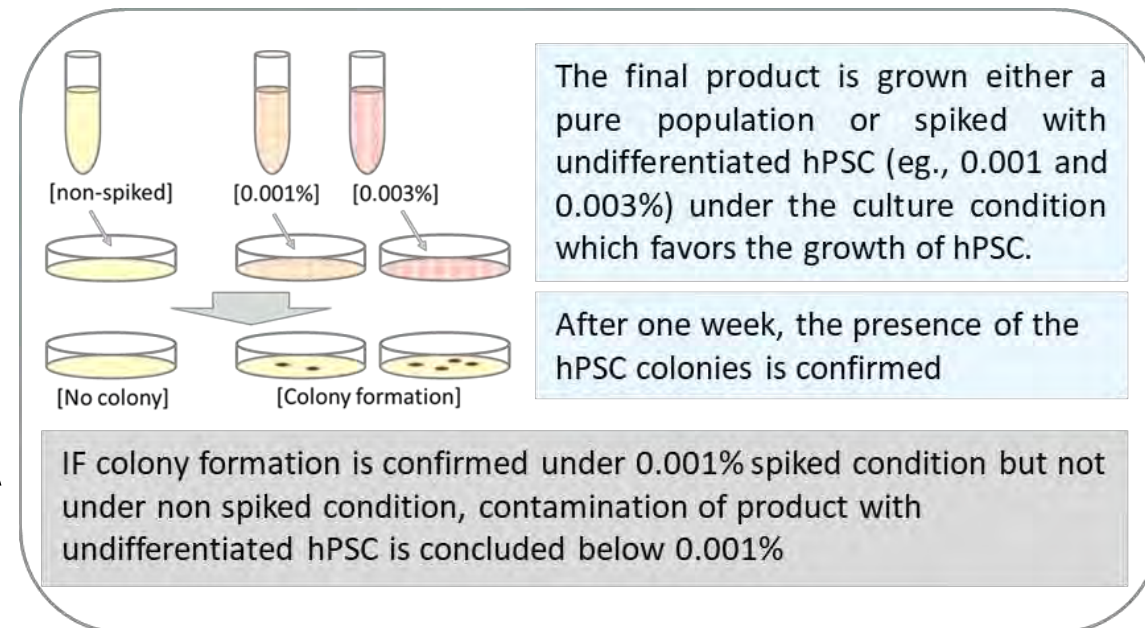 [non-spiked]
[0.001%]
[0.003%]
[No colony]
[Colony formation]
The final product is grown either a
pure population or spiked with
undifferentiated hPSC (eg., 0.001 and
0.003%) under the culture condition
which favors the growth of hPSC.
After one week, the presence of the
hPSC colonies is confirmed
IF colony formation is confirmed under 0.001% spiked condition but not
under non spiked condition, contamination of product with
undifferentiated hPSC is concluded below 0.001%